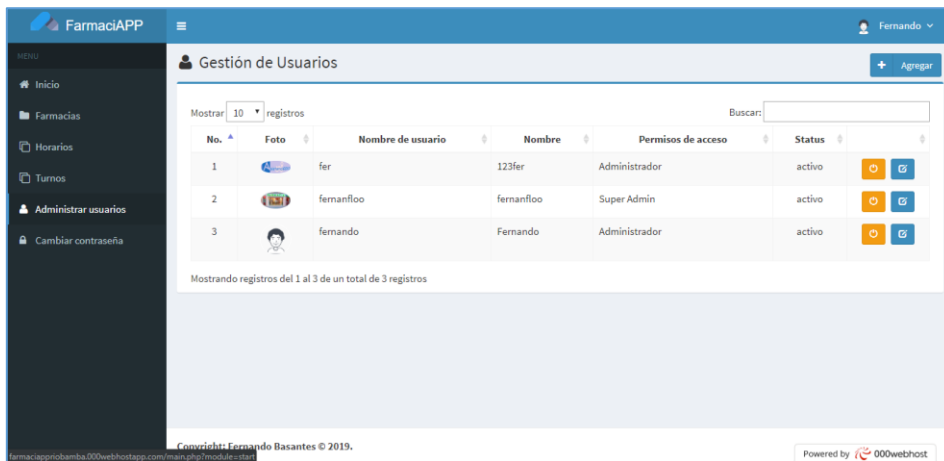 FarmaciAPP
Fernando
MENU
Gestión de Usuarios
+ Agregar
Inicio
Farmacias
Horarios
Turnos
Administrar usuarios
Cambiar contraseña
Mostrar 10 registros
Buscar:
No. Foto Nombre de usuario Nombre Permisos de acceso Status
1 fer 123fer Administrador activo
2 fernanfloo fernanfloo Super Admin activo
3 fernando Fernando Administrador activo
Mostrando registros del 1 al 3 de un total de 3 registros
Copyright: Fernando Basantes © 2019.
farmaciappriobamba.000webhostapp.com/main.php?module=start
Powered by 000webhost